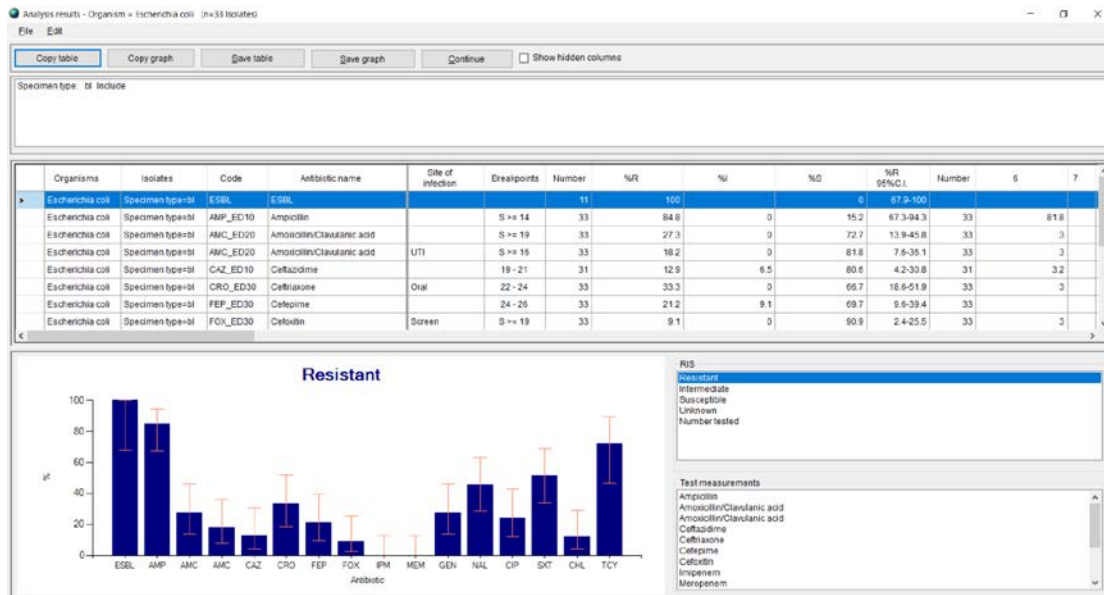 Analysis results - Organism = Escherichia coli (n=33 Isolates)
File Edit
Copy table Copy graph Save table Save graph Continue Show hidden columns
Specimen type: bl Include
Organisms Isolates Code Antibiotic name Site of infection Breakpoints Number %R %I %S %R 95%C.I. Number 6 7
Escherichia coli Specimen type=bl ESBL ESBL 11 100 0 67.9-100
Escherichia coli Specimen type=bl AMP_ED10 Ampicillin S >= 14 33 84.8 0 15.2 67.3-94.3 33 81.8
Escherichia coli Specimen type=bl AMC_ED20 Amoxicillin/Clavulanic acid S >= 19 33 27.3 0 72.7 13.9-45.8 33 3
Escherichia coli Specimen type=bl AMC_ED20 Amoxicillin/Clavulanic acid UTI S >= 16 33 18.2 0 81.8 7.6-36.1 33 3
Escherichia coli Specimen type=bl CAZ_ED10 Ceftazidime 19 - 21 31 12.9 6.5 80.6 4.2-30.8 31 3.2
Escherichia coli Specimen type=bl CRO_ED30 Ceftriaxone Oral 22 - 24 33 33.3 0 66.7 18.6-51.9 33 3
Escherichia coli Specimen type=bl FEP_ED30 Cefepime 24 - 26 33 21.2 9.1 69.7 9.6-39.4 33
Escherichia coli Specimen type=bl FOX_ED30 Cefoxitin Screen S >= 19 33 9.1 0 90.9 2.4-25.5 33 3
Resistant
100
80
60
40
20
0
%
ESBL AMP AMC AMC CAZ CRO FEP FOX IPM MEM GEN NAL CIP SXT CHL TCY
Antibiotic
RIS
Resistant
Intermediate
Susceptible
Unknown
Number tested
Test measurements
Ampicillin
Amoxicillin/Clavulanic acid
Amoxicillin/Clavulanic acid
Ceftazidime
Ceftriaxone
Cefepime
Cefoxitin
Imipenem
Meropenem